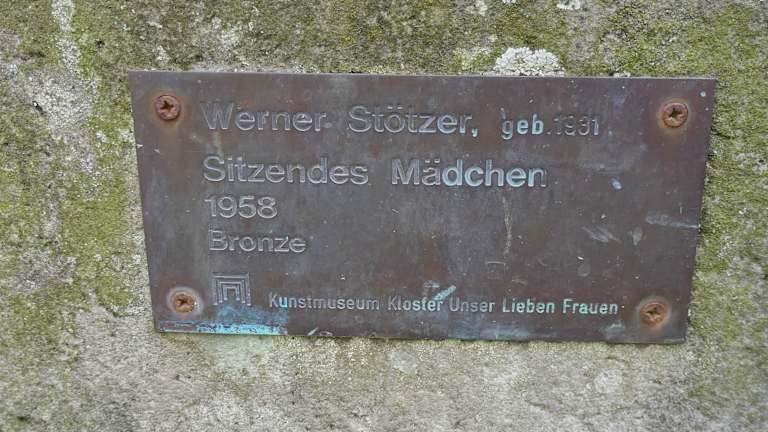 Werner Stötzer, geb. 1931
Sitzendes Mädchen
1958
Bronze
Kunstmuseum Kloster Unser Lieben Frauen